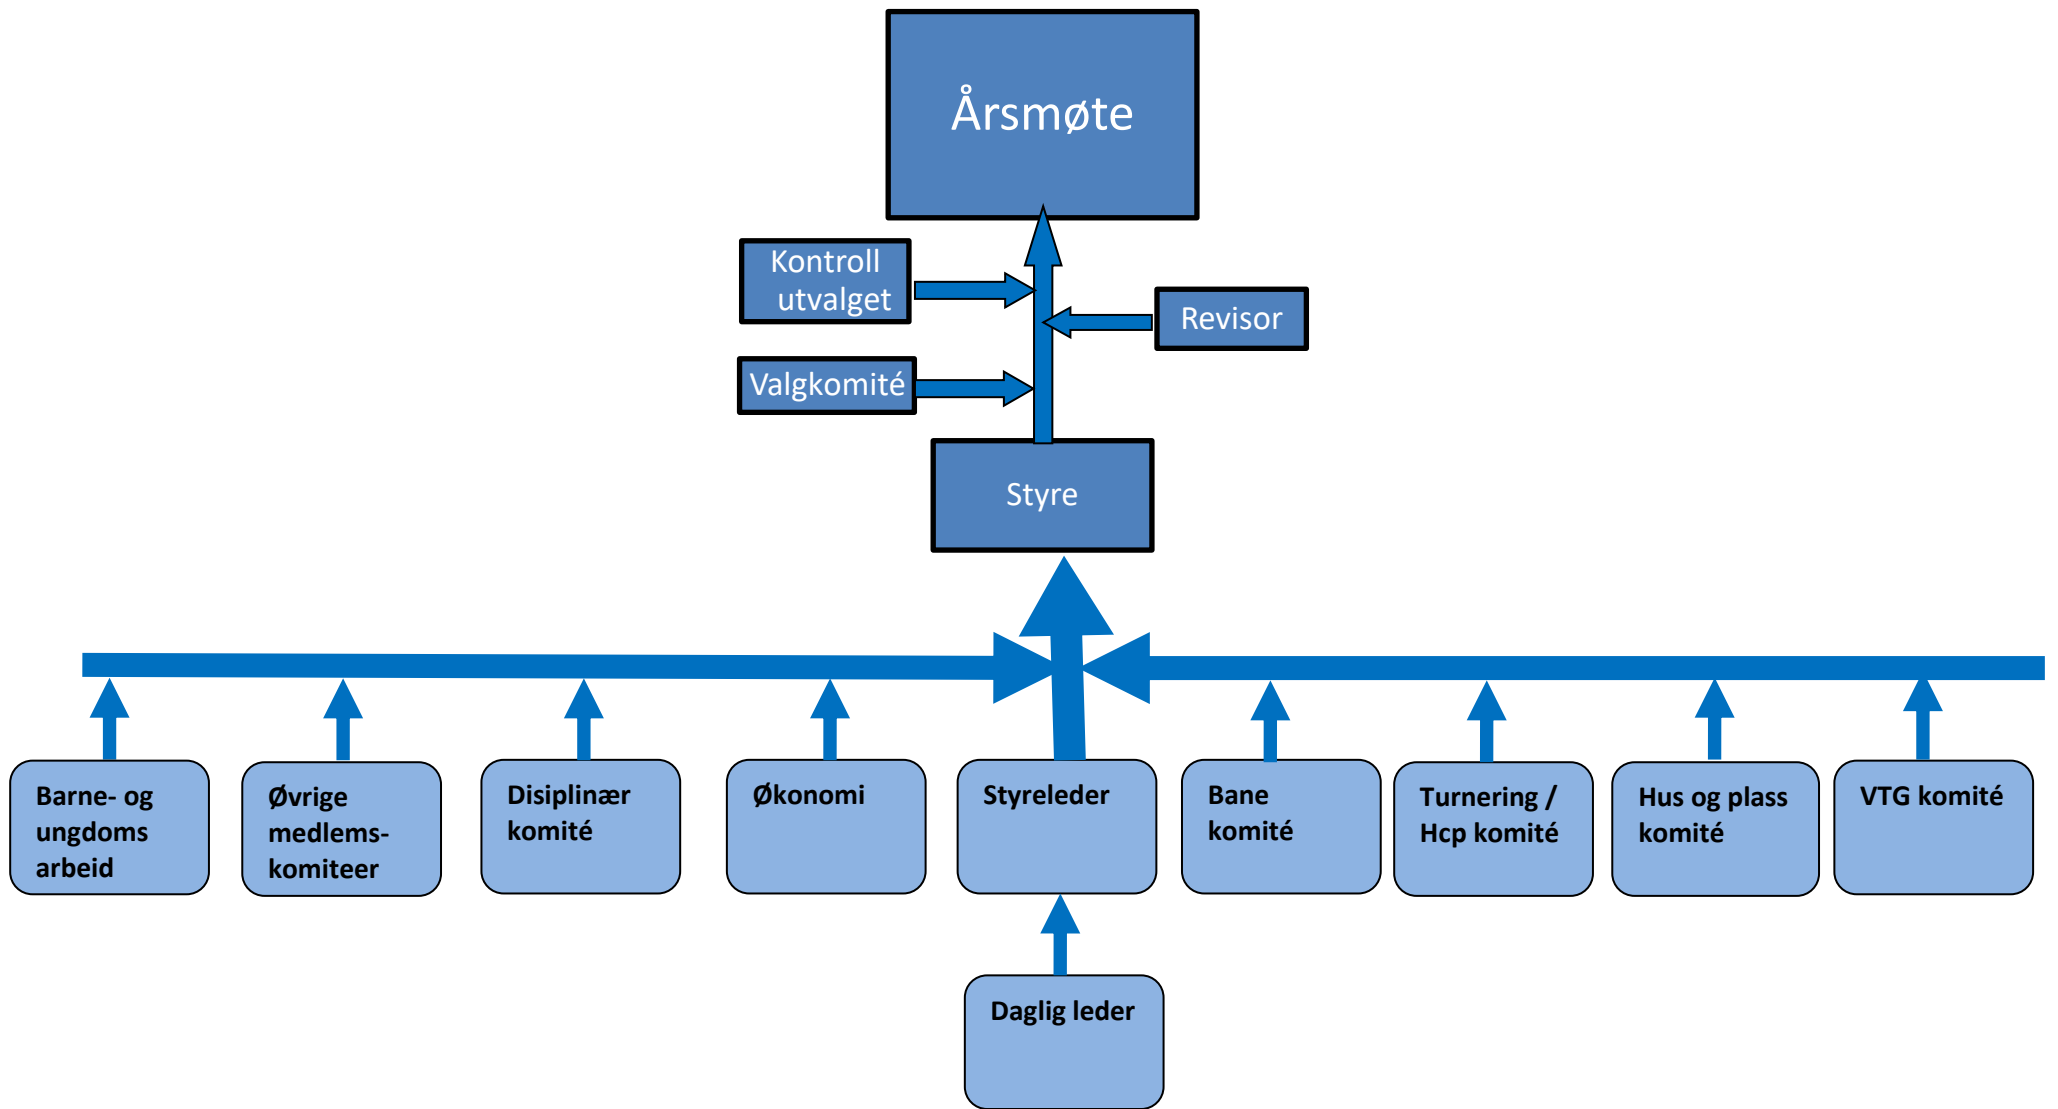 Årsmøte
Kontroll
utvalget
Revisor
Valgkomité
Styre
Barne- og
ungdoms
arbeid
Øvrige
medlems-
komiteer
Disiplinær
komité
Økonomi
Styreleder
Bane
komité
Turnering /
Hcp komité
Hus og plass
komité
VTG komité
Daglig leder